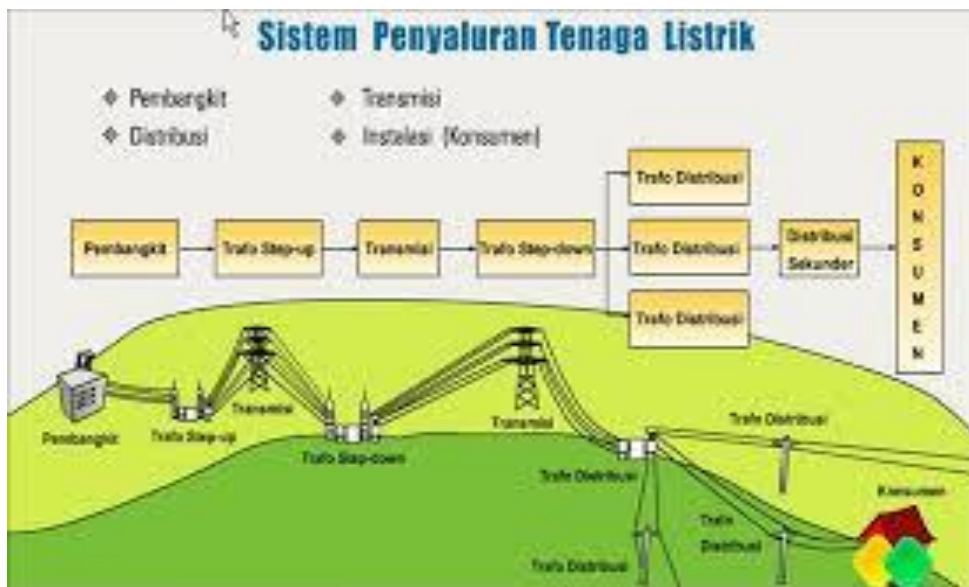 Sistem Penyaluran Tenaga Listrik
❖ Pembangkit
❖ Transmisi
❖ Distribusi
❖ Instalasi (Konsumen)
Trafo Distribusi
Pembangkit
Trafo Step-up
Transmisi
Trafo Step-down
Trafo Distribusi
Distribusi
Sekunder
KONSUMEN
Trafo Distribusi
Pembangkit
Trafo Step-up
Transmisi
Trafo Step-down
Transmisi
Trafo Distribusi
Trafo Distribusi
Konsumen
Trafo
Distribusi
Trafo Distribusi